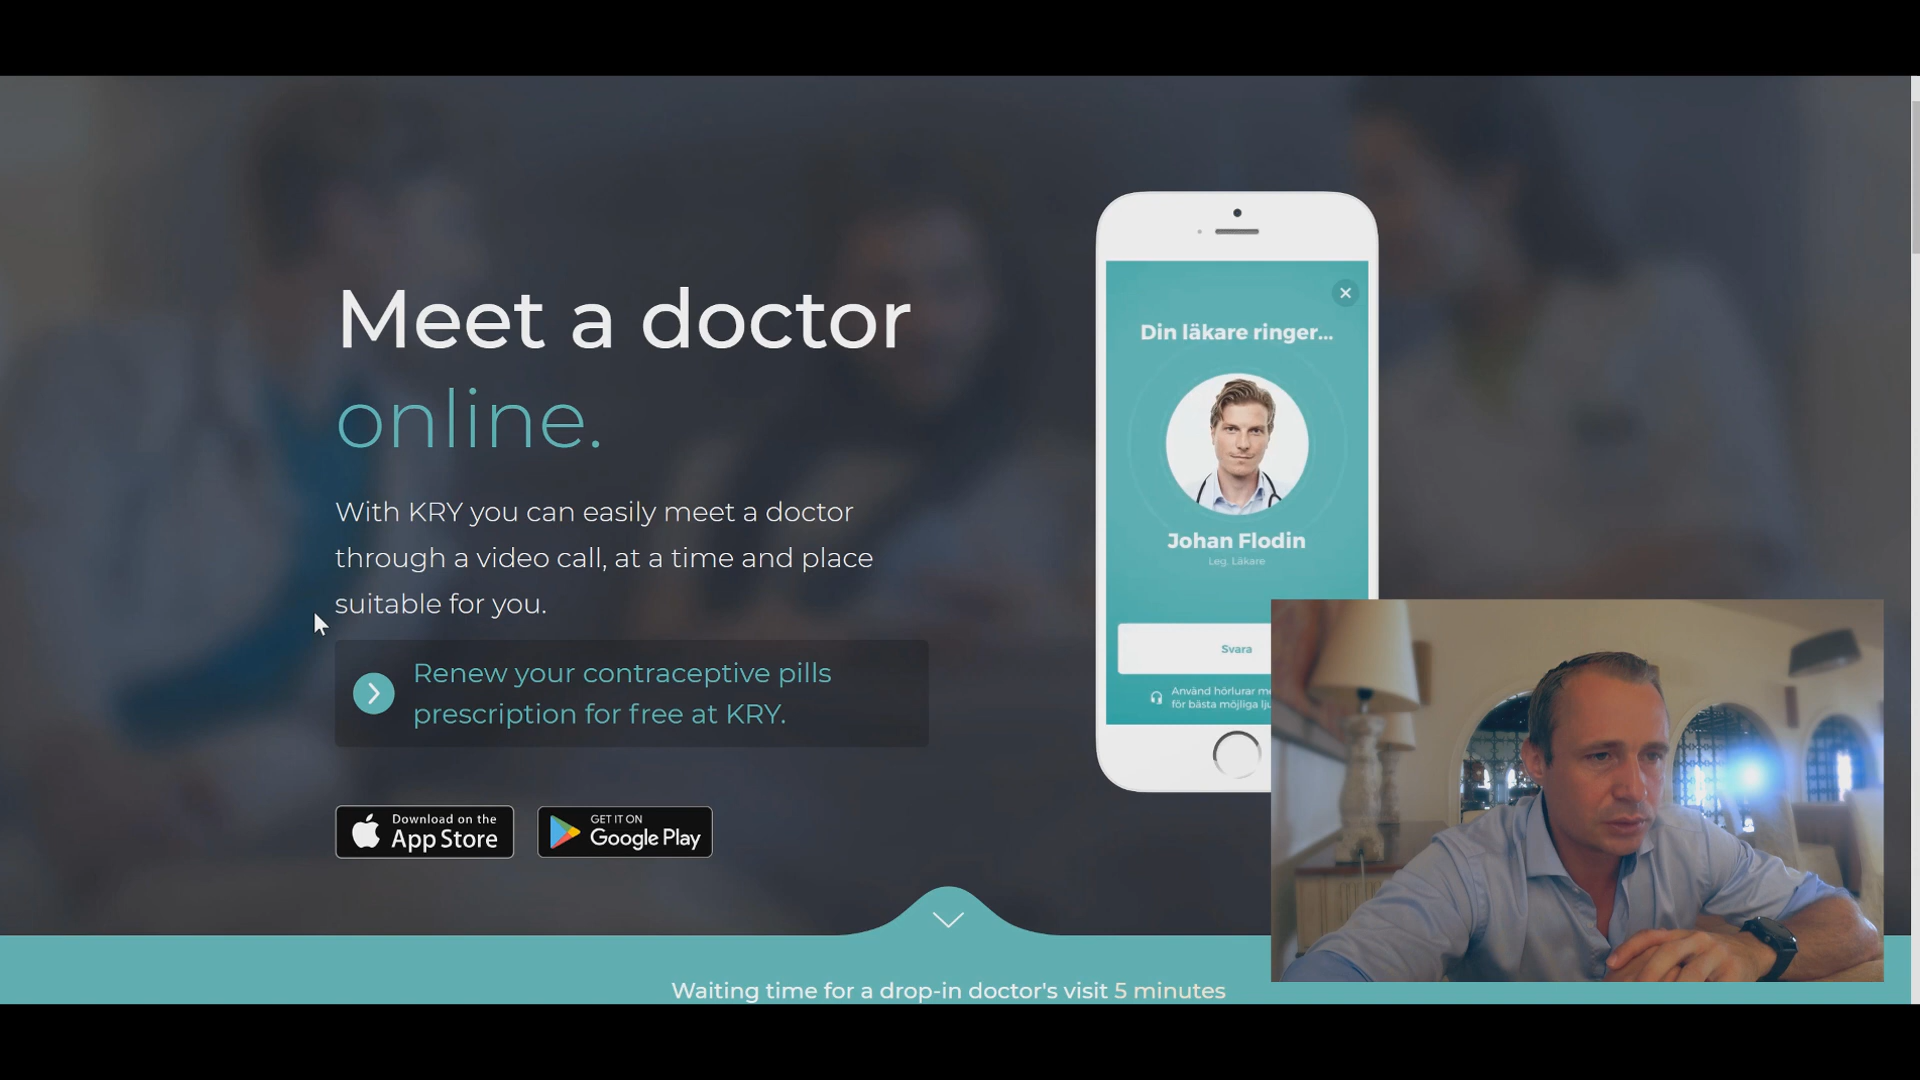 Meet a doctor
online.
With KRY you can easily meet a doctor
through a video call, at a time and place
suitable for you.
Renew your contraceptive pills
prescription for free at KRY.
Download on the
App Store
GET IT ON
Google Play
Din läkare ringer...
Johan Flodin
Leg. Läkare
Svara
Använd hörlurar
för bästa möjliga
Waiting time for a drop-in doctor's visit 5 minutes